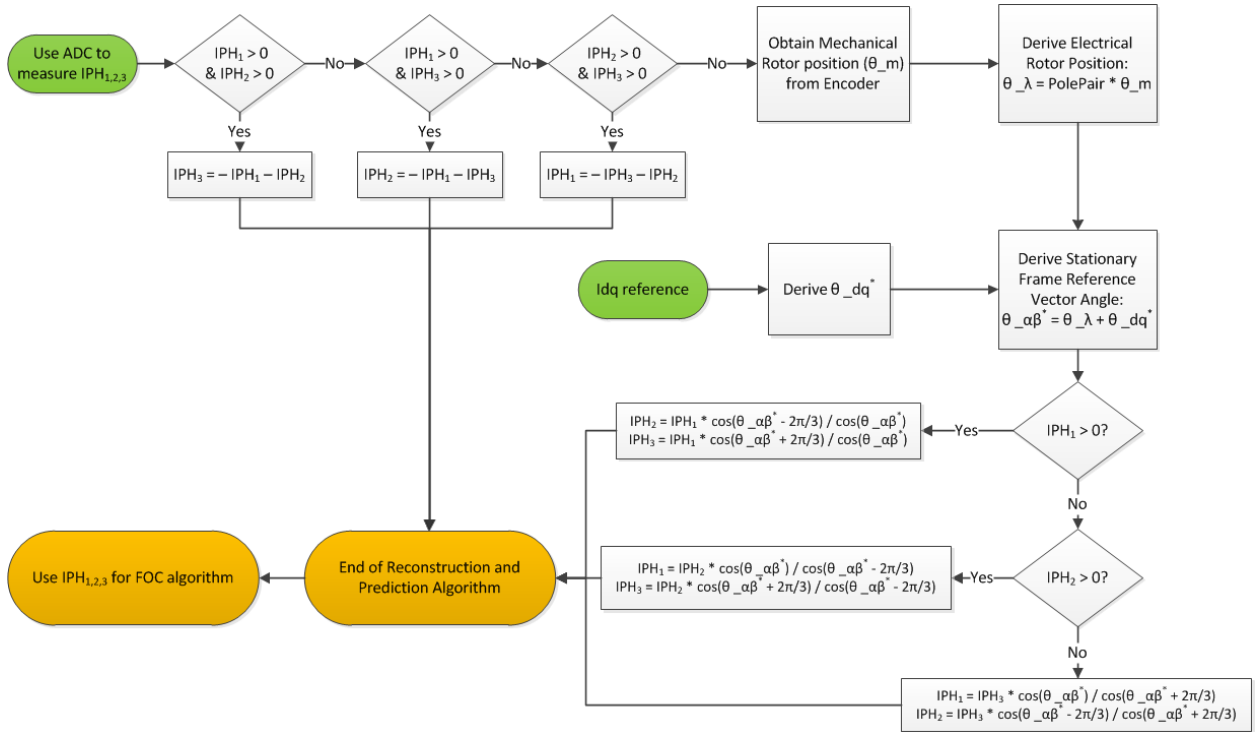 Use ADC to
measure IPH₁,₂,₃
IPH₁ > 0
& IPH₂ > 0
No
IPH₁ > 0
& IPH₃ > 0
No
IPH₂ > 0
& IPH₃ > 0
No
Obtain Mechanical
Rotor position (θ_m)
from Encoder
Derive Electrical
Rotor Position:
θ_λ = PolePair * θ_m
Yes
Yes
Yes
IPH₃ = – IPH₁ – IPH₂
IPH₂ = – IPH₁ – IPH₃
IPH₁ = – IPH₃ – IPH₂
Idq reference
Derive θ_dq*
Derive Stationary
Frame Reference
Vector Angle:
θ_αβ* = θ_λ + θ_dq*
IPH₁ > 0?
Yes
IPH₂ = IPH₁ * cos(θ_αβ* - 2π/3) / cos(θ_αβ*)
IPH₃ = IPH₁ * cos(θ_αβ* + 2π/3) / cos(θ_αβ*)
No
IPH₂ > 0?
Yes
IPH₁ = IPH₂ * cos(θ_αβ*) / cos(θ_αβ* - 2π/3)
IPH₃ = IPH₂ * cos(θ_αβ* + 2π/3) / cos(θ_αβ* - 2π/3)
End of Reconstruction and
Prediction Algorithm
Use IPH₁,₂,₃ for FOC algorithm
No
IPH₁ = IPH₃ * cos(θ_αβ*) / cos(θ_αβ* + 2π/3)
IPH₂ = IPH₃ * cos(θ_αβ* - 2π/3) / cos(θ_αβ* + 2π/3)